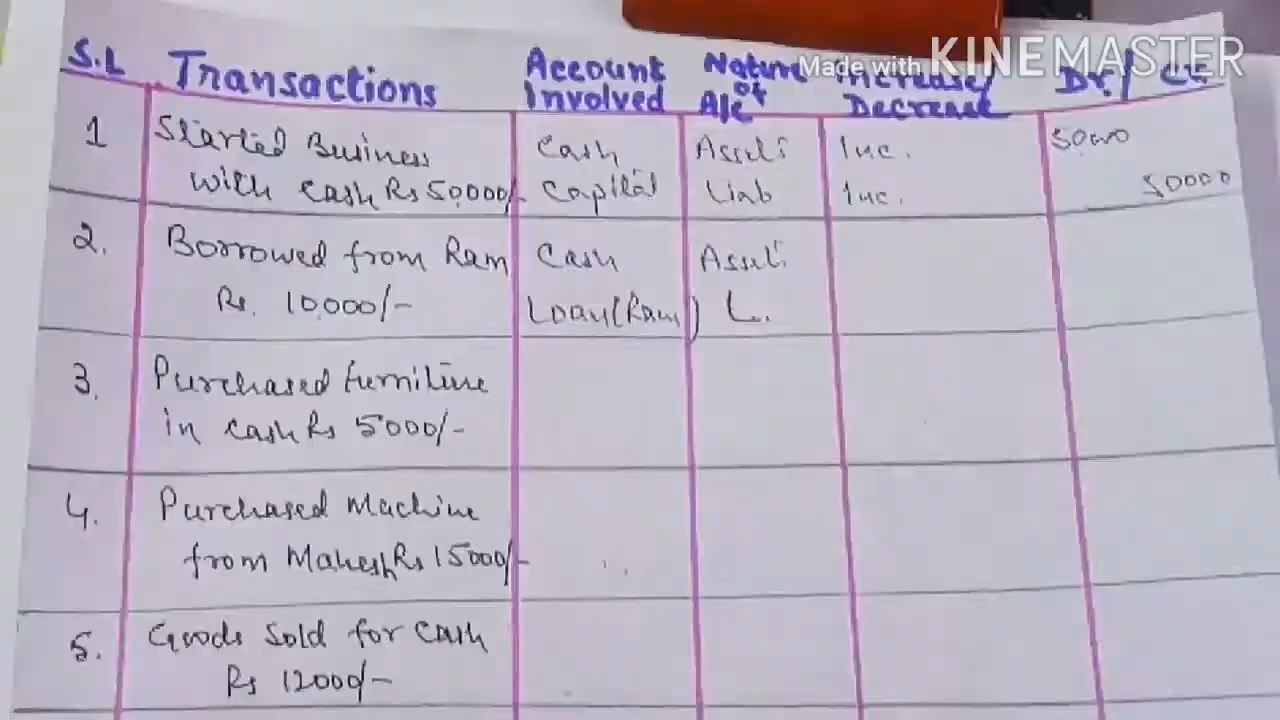 Made with KINEMASTER
S.L Transactions Account Involved Nature of A/c Increase/Decrease Dr./ Cr
1 Started Business Cash Assets Inc. 50000
with cash Rs 50,000/- Capital Liab Inc. 50000
2. Borrowed from Ram Cash Asset
Rs. 10,000/- Loan(Ram) L.
3. Purchased furniture
in cash Rs 5000/-
4. Purchased Machine
from Mahesh Rs 15000/-
5. Goods Sold for cash
Rs 12000/-